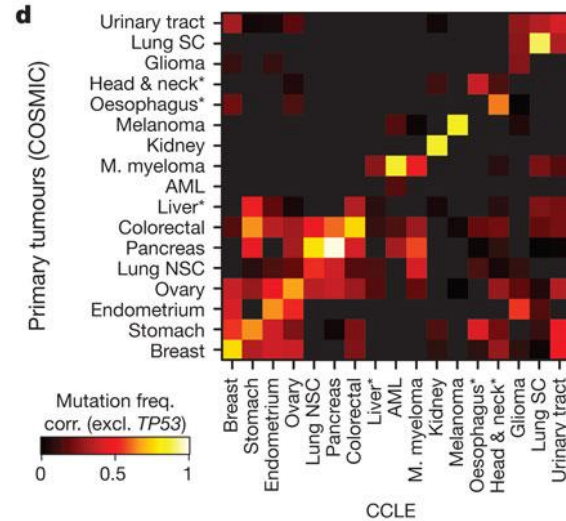 d
Primary tumours (COSMIC)
Urinary tract
Lung SC
Glioma
Head & neck*
Oesophagus*
Melanoma
Kidney
M. myeloma
AML
Liver*
Colorectal
Pancreas
Lung NSC
Ovary
Endometrium
Stomach
Breast
Breast
Stomach
Endometrium
Ovary
Lung NSC
Pancreas
Colorectal
Liver*
AML
M. myeloma
Kidney
Melanoma
Oesophagus*
Head & neck*
Glioma
Lung SC
Urinary tract
CCLE
Mutation freq.
corr. (excl. TP53)
0 0.5 1